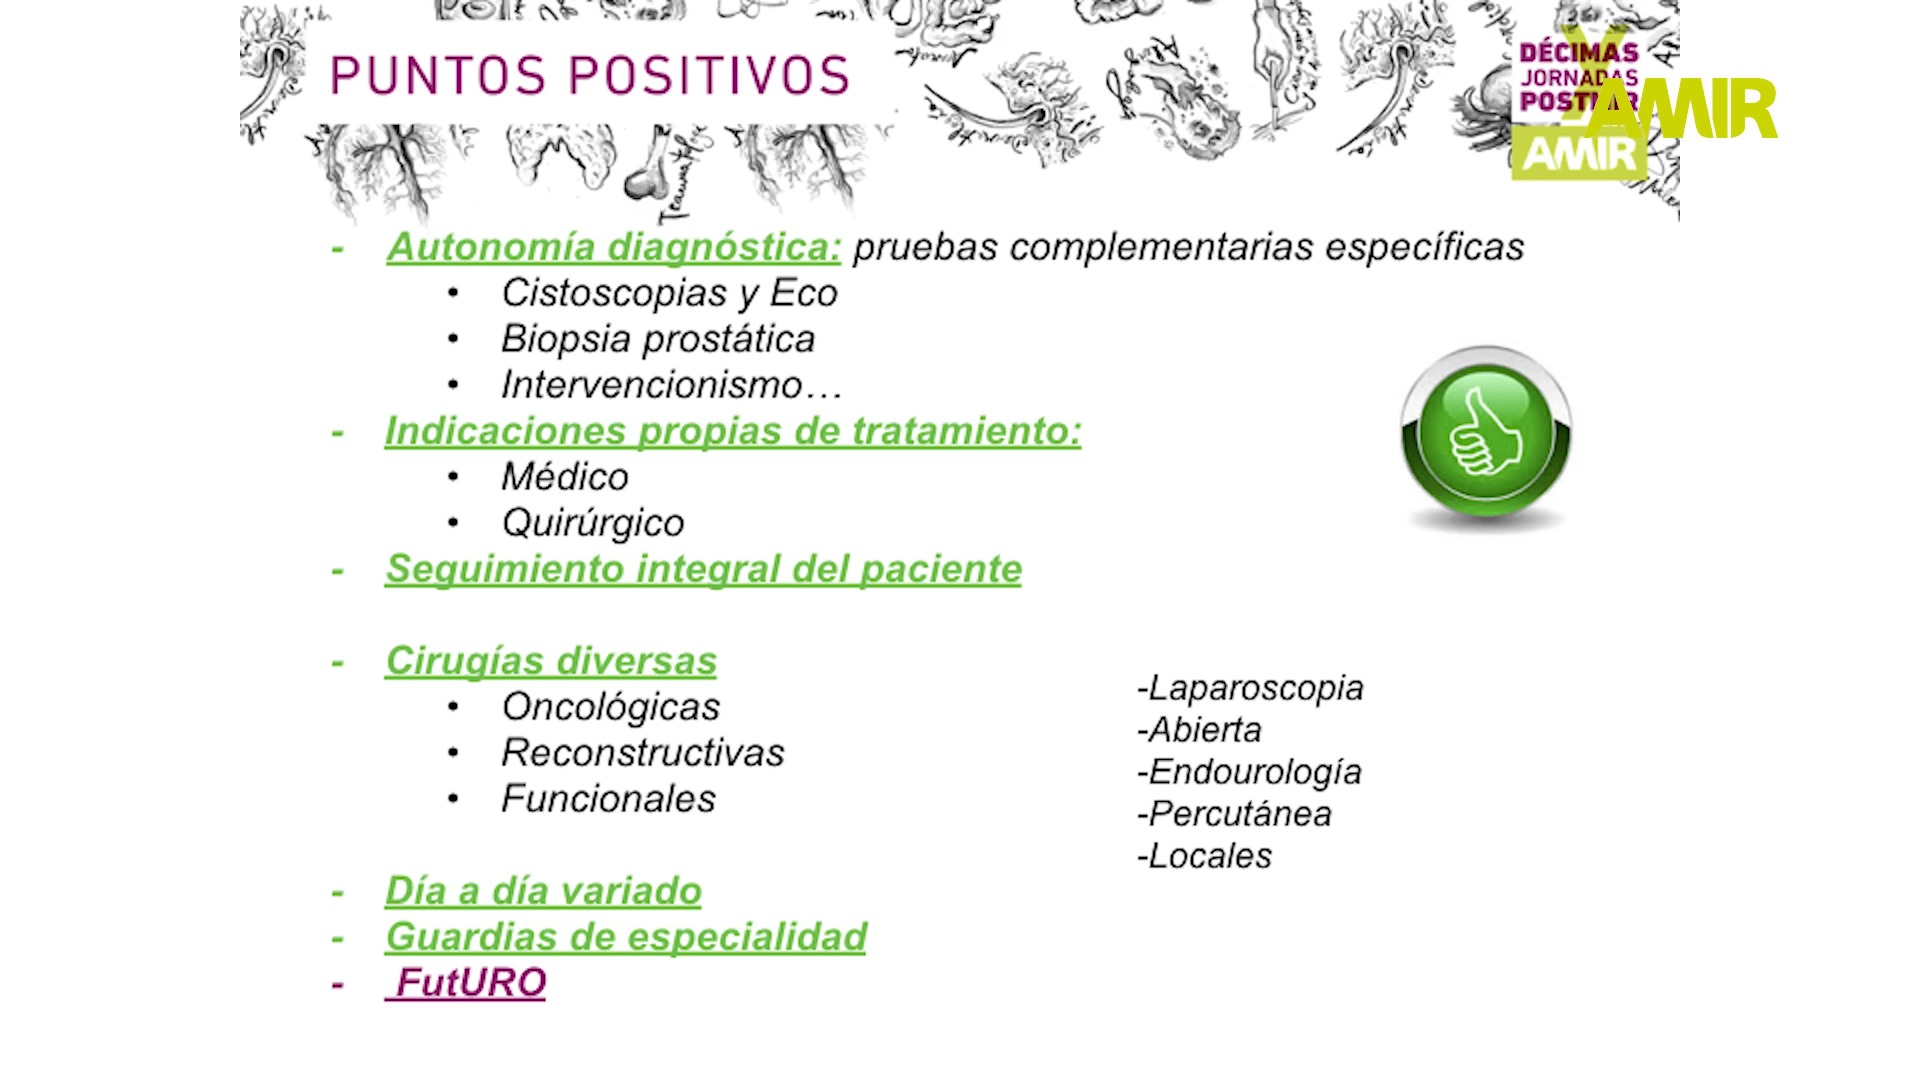 PUNTOS POSITIVOS
DÉCIMAS
JORNADAS
AMIR
AMIR
- Autonomía diagnóstica: pruebas complementarias específicas
• Cistoscopias y Eco
• Biopsia prostática
• Intervencionismo…
- Indicaciones propias de tratamiento:
• Médico
• Quirúrgico
- Seguimiento integral del paciente
- Cirugías diversas
• Oncológicas
• Reconstructivas
• Funcionales
-Laparoscopia
-Abierta
-Endourología
-Percutánea
-Locales
- Día a día variado
- Guardias de especialidad
- FutURO